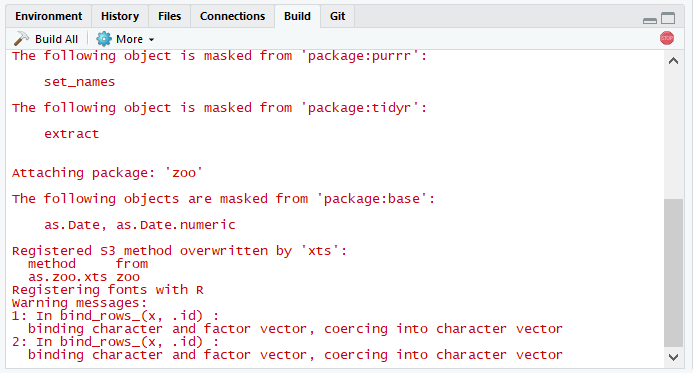 Environment History Files Connections Build Git
Build All More STOP
The following object is masked from 'package:purrr':
set_names
The following object is masked from 'package:tidyr':
extract
Attaching package: 'zoo'
The following objects are masked from 'package:base':
as.Date, as.Date.numeric
Registered S3 method overwritten by 'xts':
method from
as.zoo.xts zoo
Registering fonts with R
Warning messages:
1: In bind_rows_(x, .id) :
binding character and factor vector, coercing into character vector
2: In bind_rows_(x, .id) :
binding character and factor vector, coercing into character vector